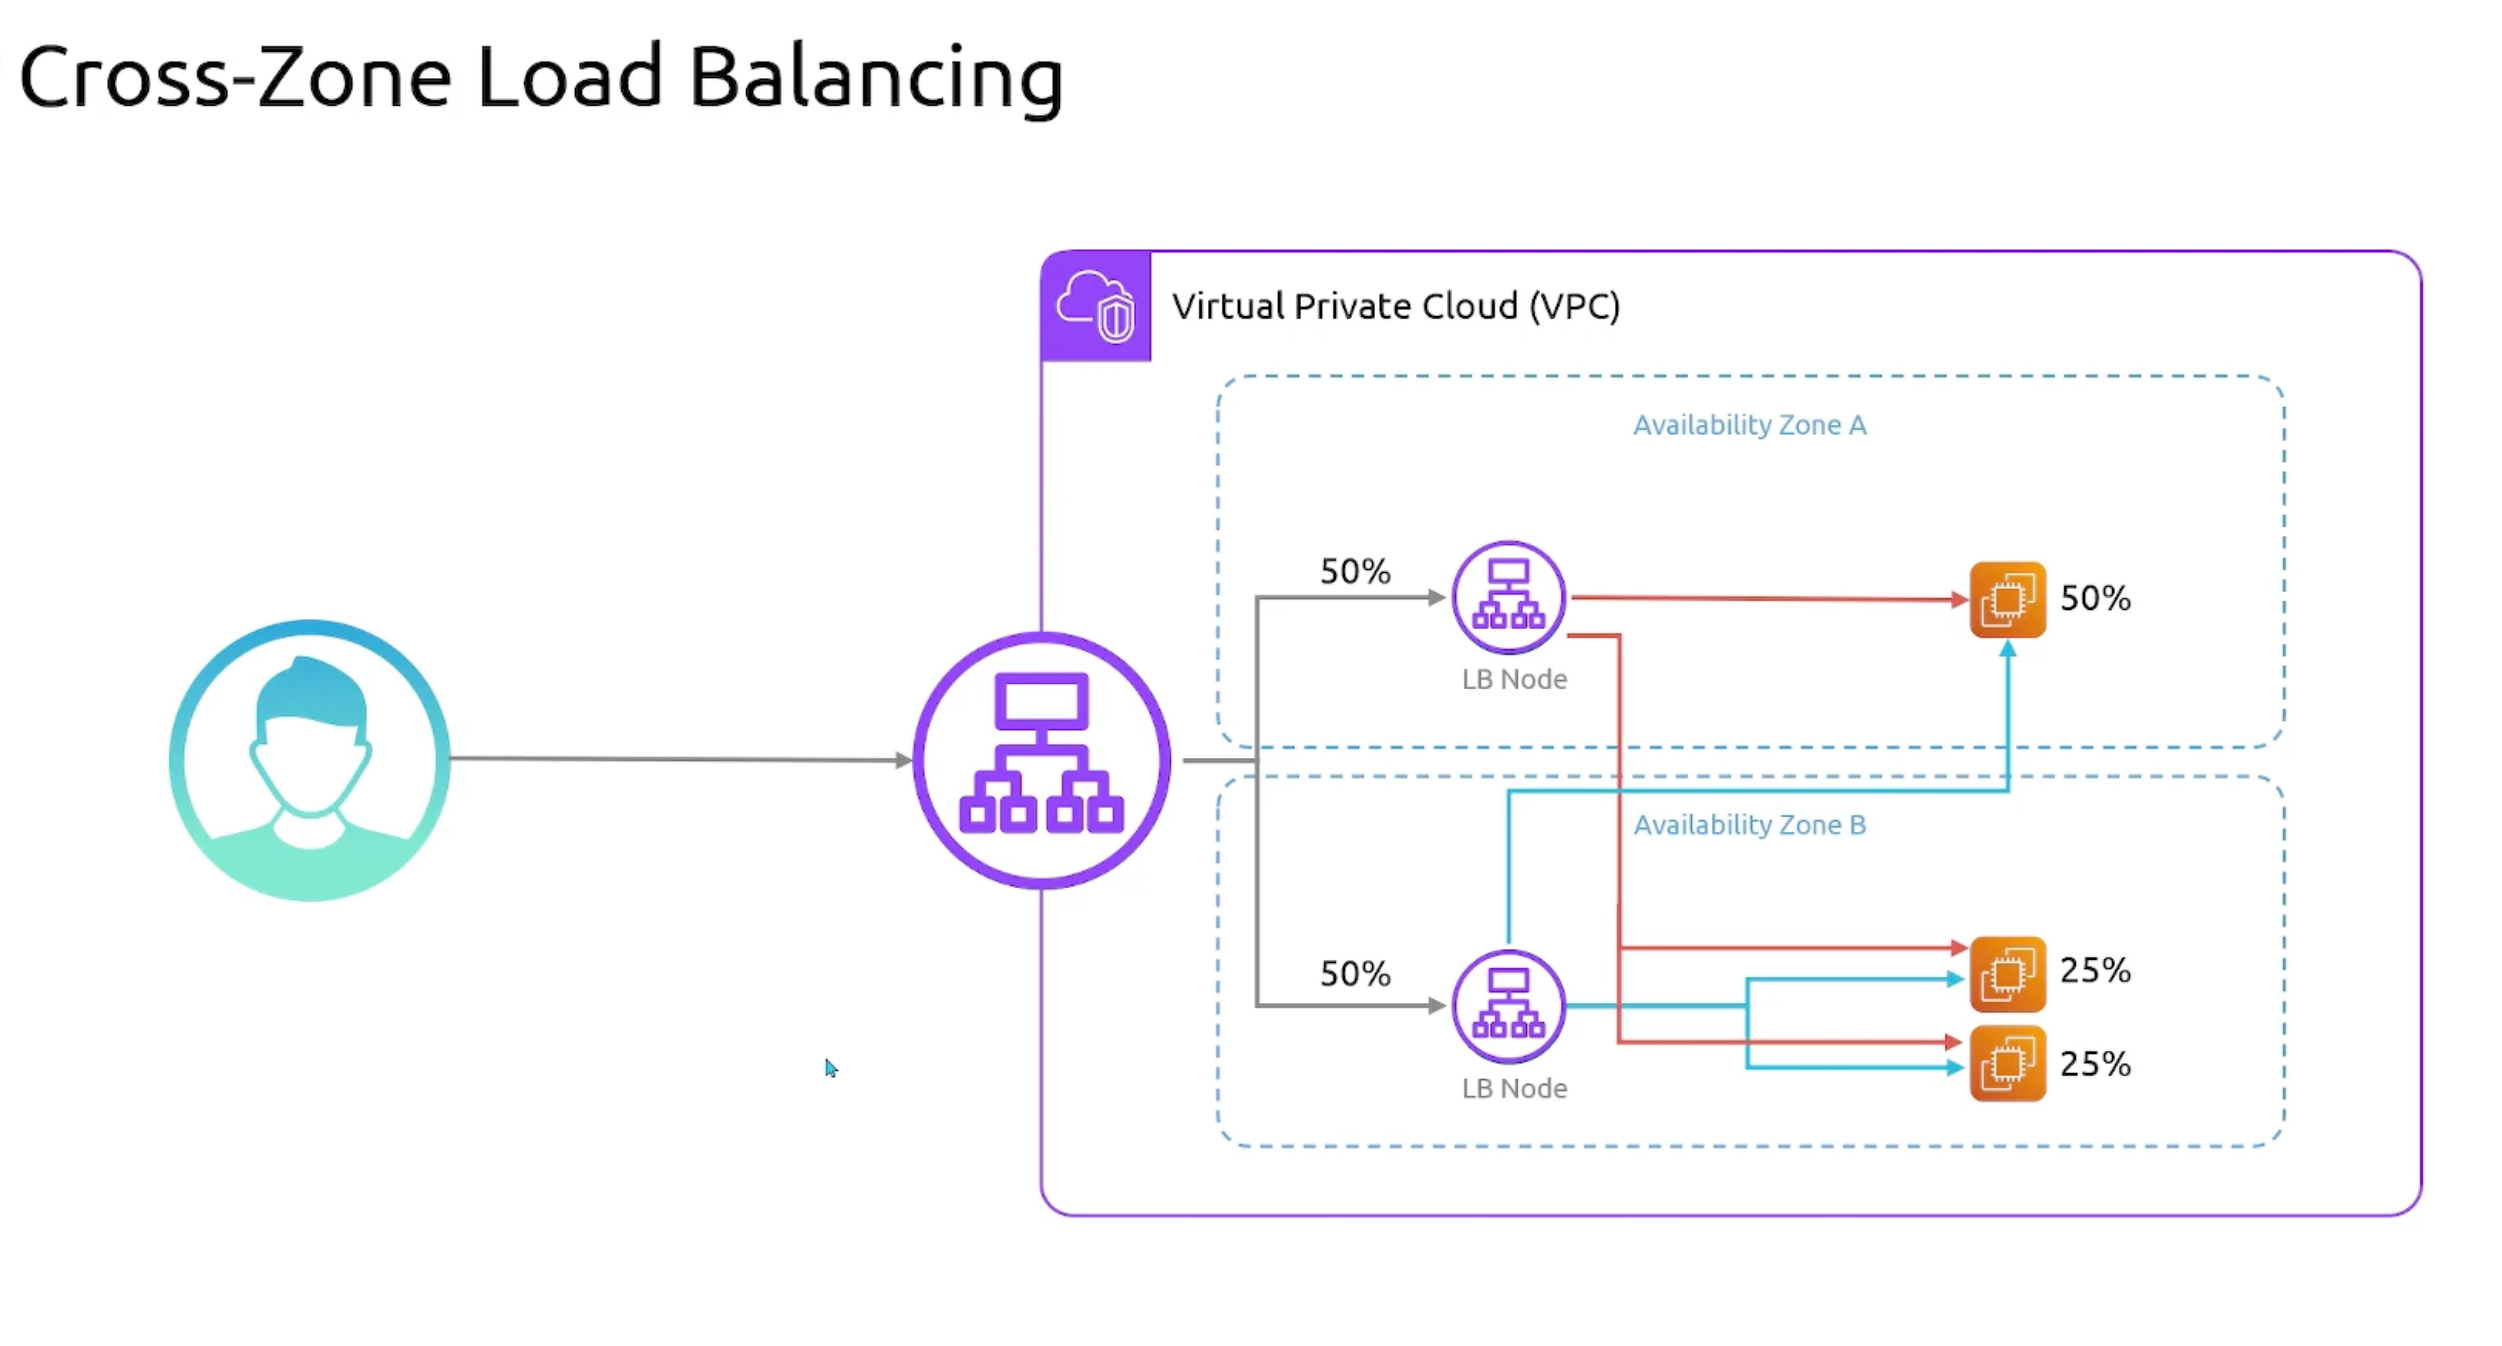 Cross-Zone Load Balancing
Virtual Private Cloud (VPC)
Availability Zone A
50%
50%
LB Node
Availability Zone B
50%
25%
25%
LB Node